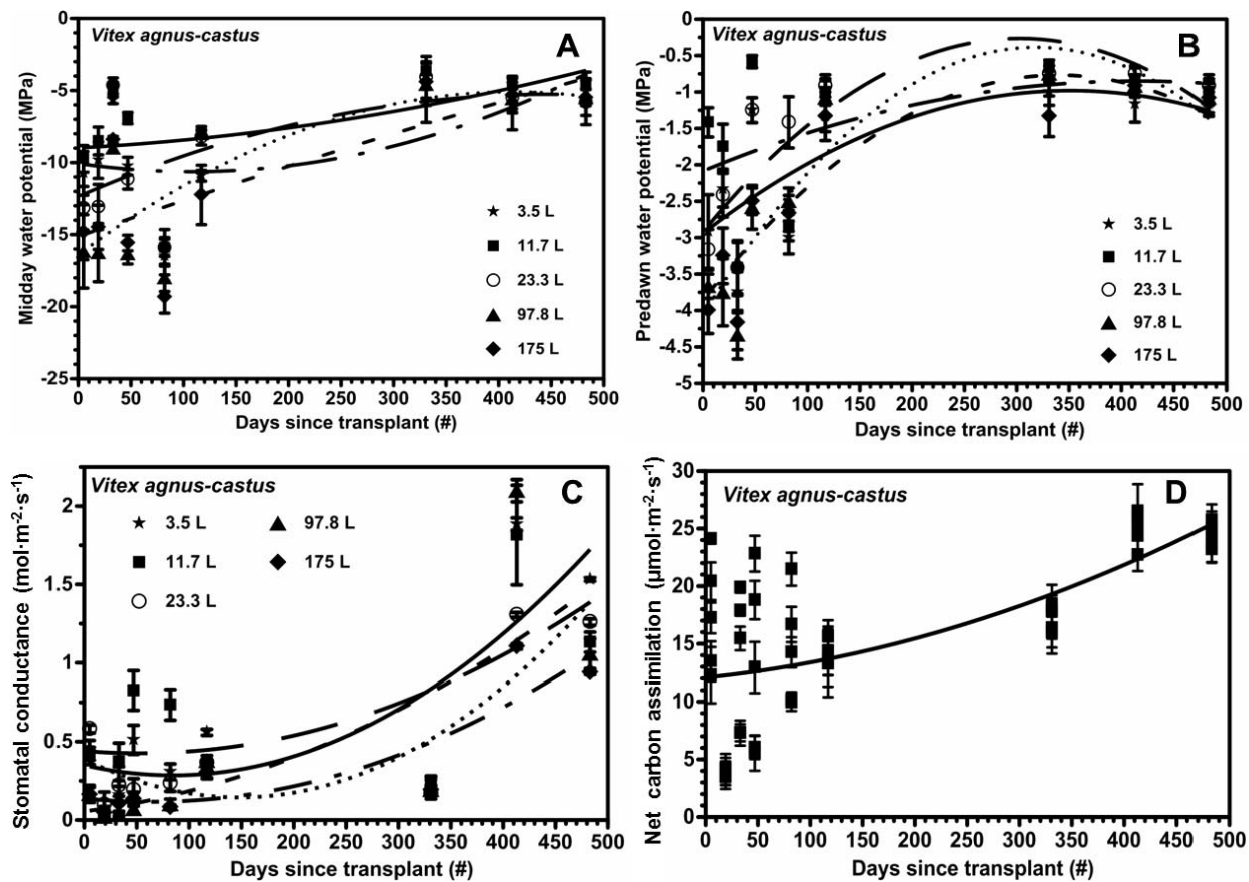 Vitex agnus-castus
A
Midday water potential (MPa)
0
-5
-10
-15
-20
-25
3.5 L
11.7 L
23.3 L
97.8 L
175 L
0 50 100 150 200 250 300 350 400 450 500
Days since transplant (#)
Vitex agnus-castus
B
Predawn water potential (MPa)
0
-0.5
-1
-1.5
-2
-2.5
-3
-3.5
-4
-4.5
-5
3.5 L
11.7 L
23.3 L
97.8 L
175 L
0 50 100 150 200 250 300 350 400 450 500
Days since transplant (#)
Vitex agnus-castus
C
Stomatal conductance (mol·m-2·s-1)
2
1.5
1
0.5
0
3.5 L
11.7 L
23.3 L
97.8 L
175 L
0 50 100 150 200 250 300 350 400 450 500
Days since transplant (#)
Vitex agnus-castus
D
Net carbon assimilation (μmol·m-2·s-1)
30
25
20
15
10
5
0
0 50 100 150 200 250 300 350 400 450 500
Days since transplant (#)